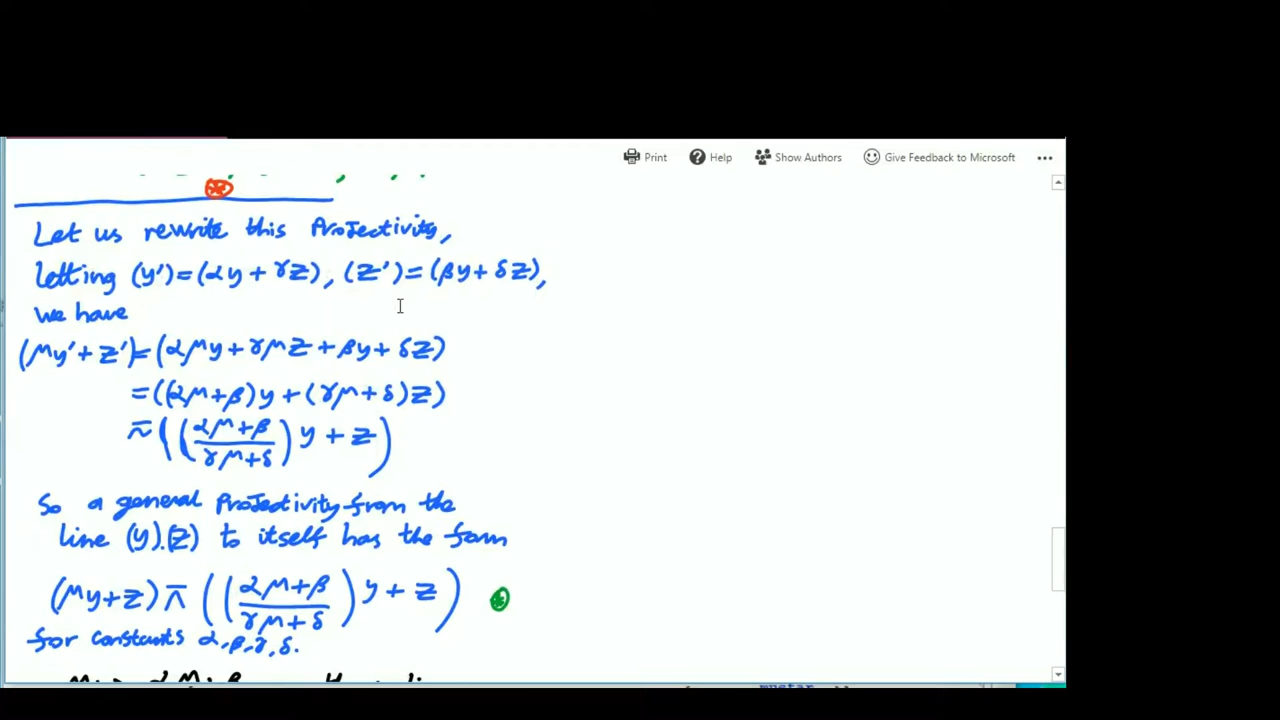 Print Help Show Authors Give Feedback to Microsoft ...
Let us rewrite this Projectivity,
letting (y')=(αy+γz), (z')=(βy+δz),
we have
(μy'+z')=(αμy+γμz+βy+δz)
=((αμ+β)y+(γμ+δ)z)
⊼((αμ+β/γμ+δ)y+z)
So a general Projectivity from the
line (y).(z) to itself has the form
(μy+z)⊼((αμ+β/γμ+δ)y+z)
for constants α,β,γ,δ.